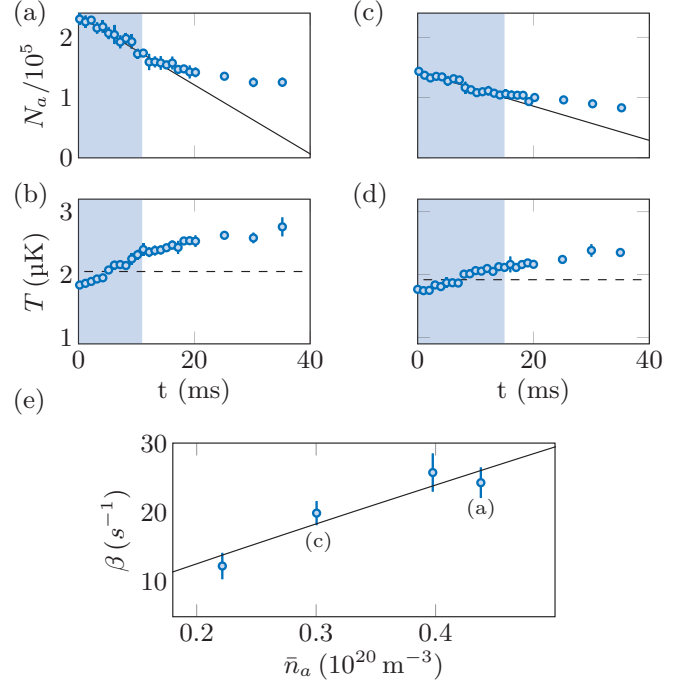 (a)
(c)
N_a/10^5
2
1
0
(b)
(d)
T (μK)
3
2
1
0
20
40
0
20
40
t (ms)
t (ms)
(e)
β (s^{-1})
30
20
10
(a)
(c)
0.2
0.3
0.4
n̄_a (10^{20} m^{-3})